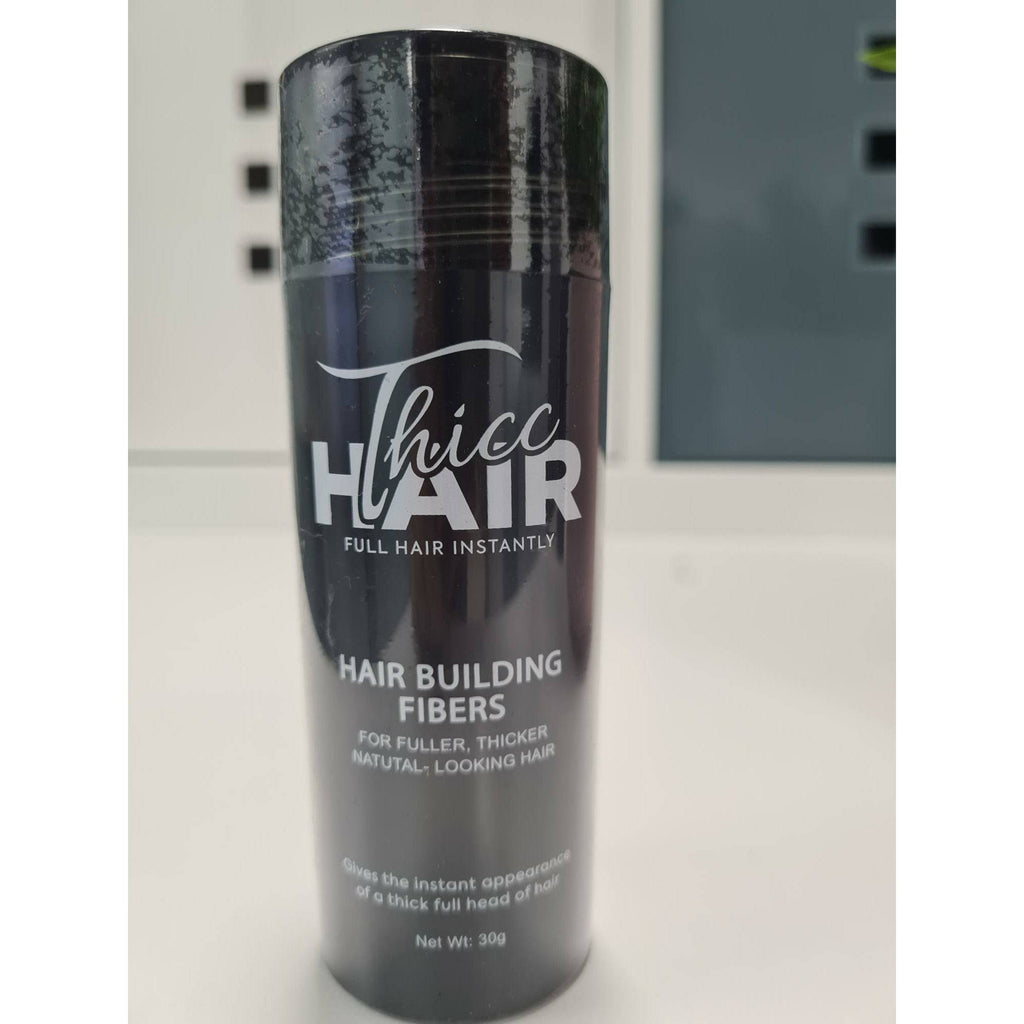 Thicc
HAIR
FULL HAIR INSTANTLY
HAIR BUILDING
FIBERS
FOR FULLER, THICKER
NATUTAL- LOOKING HAIR
Gives the instant appearance
of a thick full head of hair
Net Wt: 30g